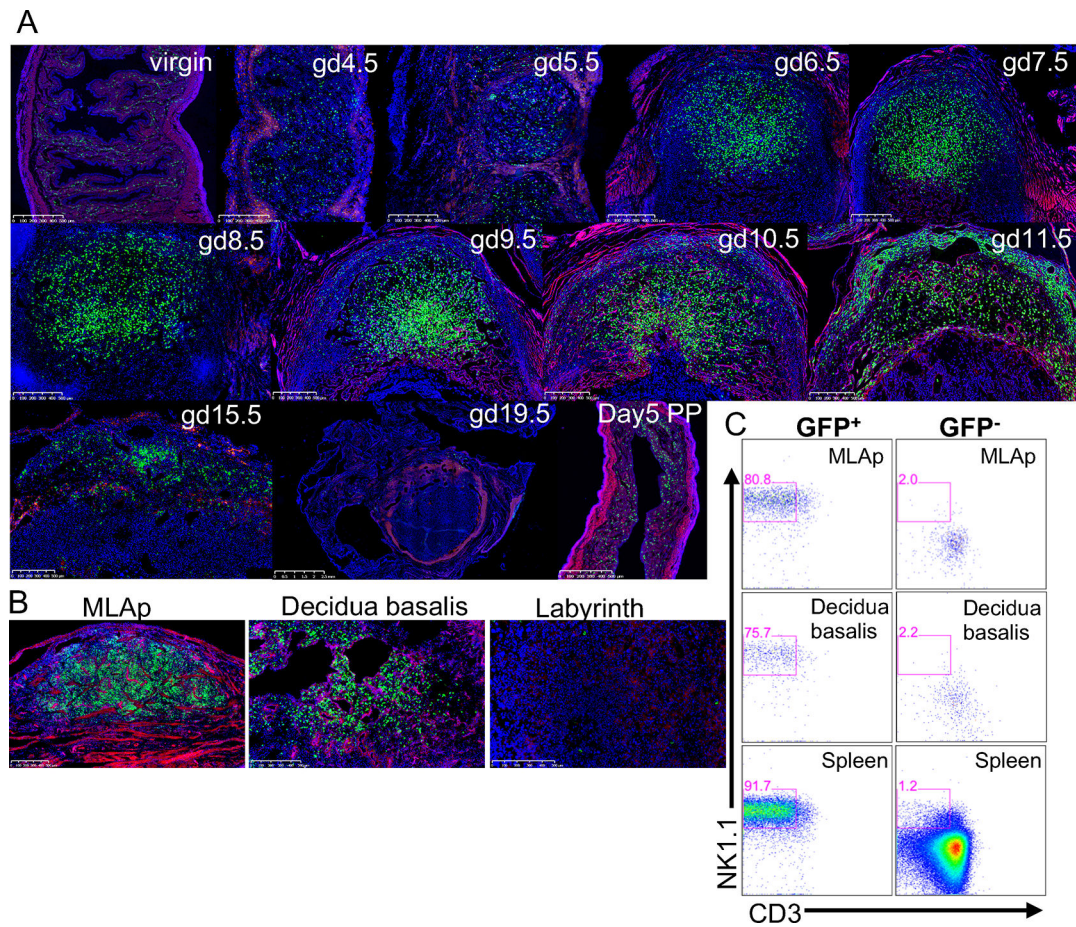 A
virgin
gd4.5
gd5.5
gd6.5
gd7.5
gd8.5
gd9.5
gd10.5
gd11.5
gd15.5
gd19.5
Day5 PP
B
MLAp
Decidua basalis
Labyrinth
C
GFP⁺
GFP⁻
MLAp
80.8
MLAp
2.0
Decidua
basalis
75.7
Decidua
basalis
2.2
Spleen
91.7
Spleen
1.2
NK1.1
CD3